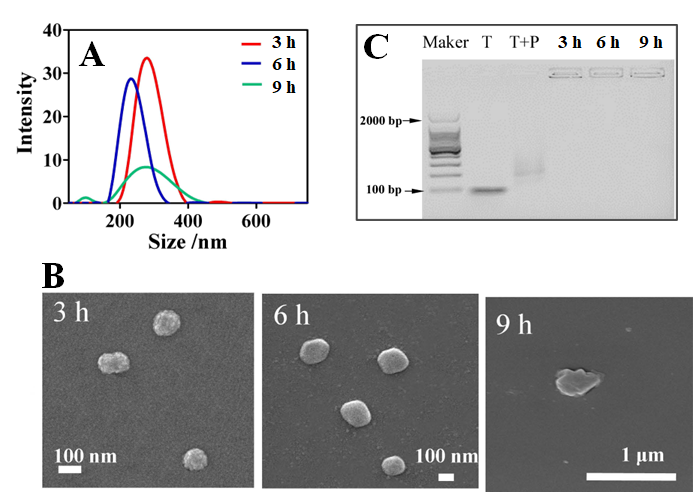 A
3 h
6 h
9 h
Intensity
40
30
20
10
0
200
400
600
Size /nm
C
Maker T T+P 3 h 6 h 9 h
2000 bp
100 bp
B
3 h
100 nm
6 h
100 nm
9 h
1 μm